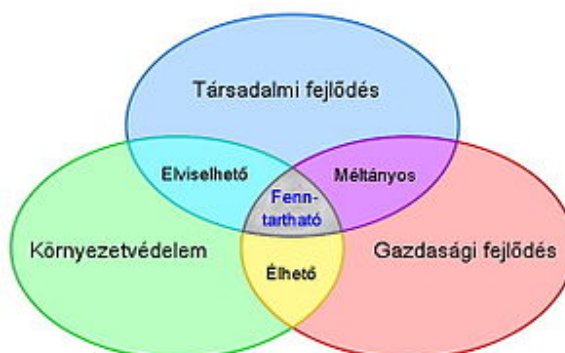 Társadalmi fejlődés
Elviselhető
Méltányos
Fenn-
tartható
Környezetvédelem
Gazdasági fejlődés
Élhető